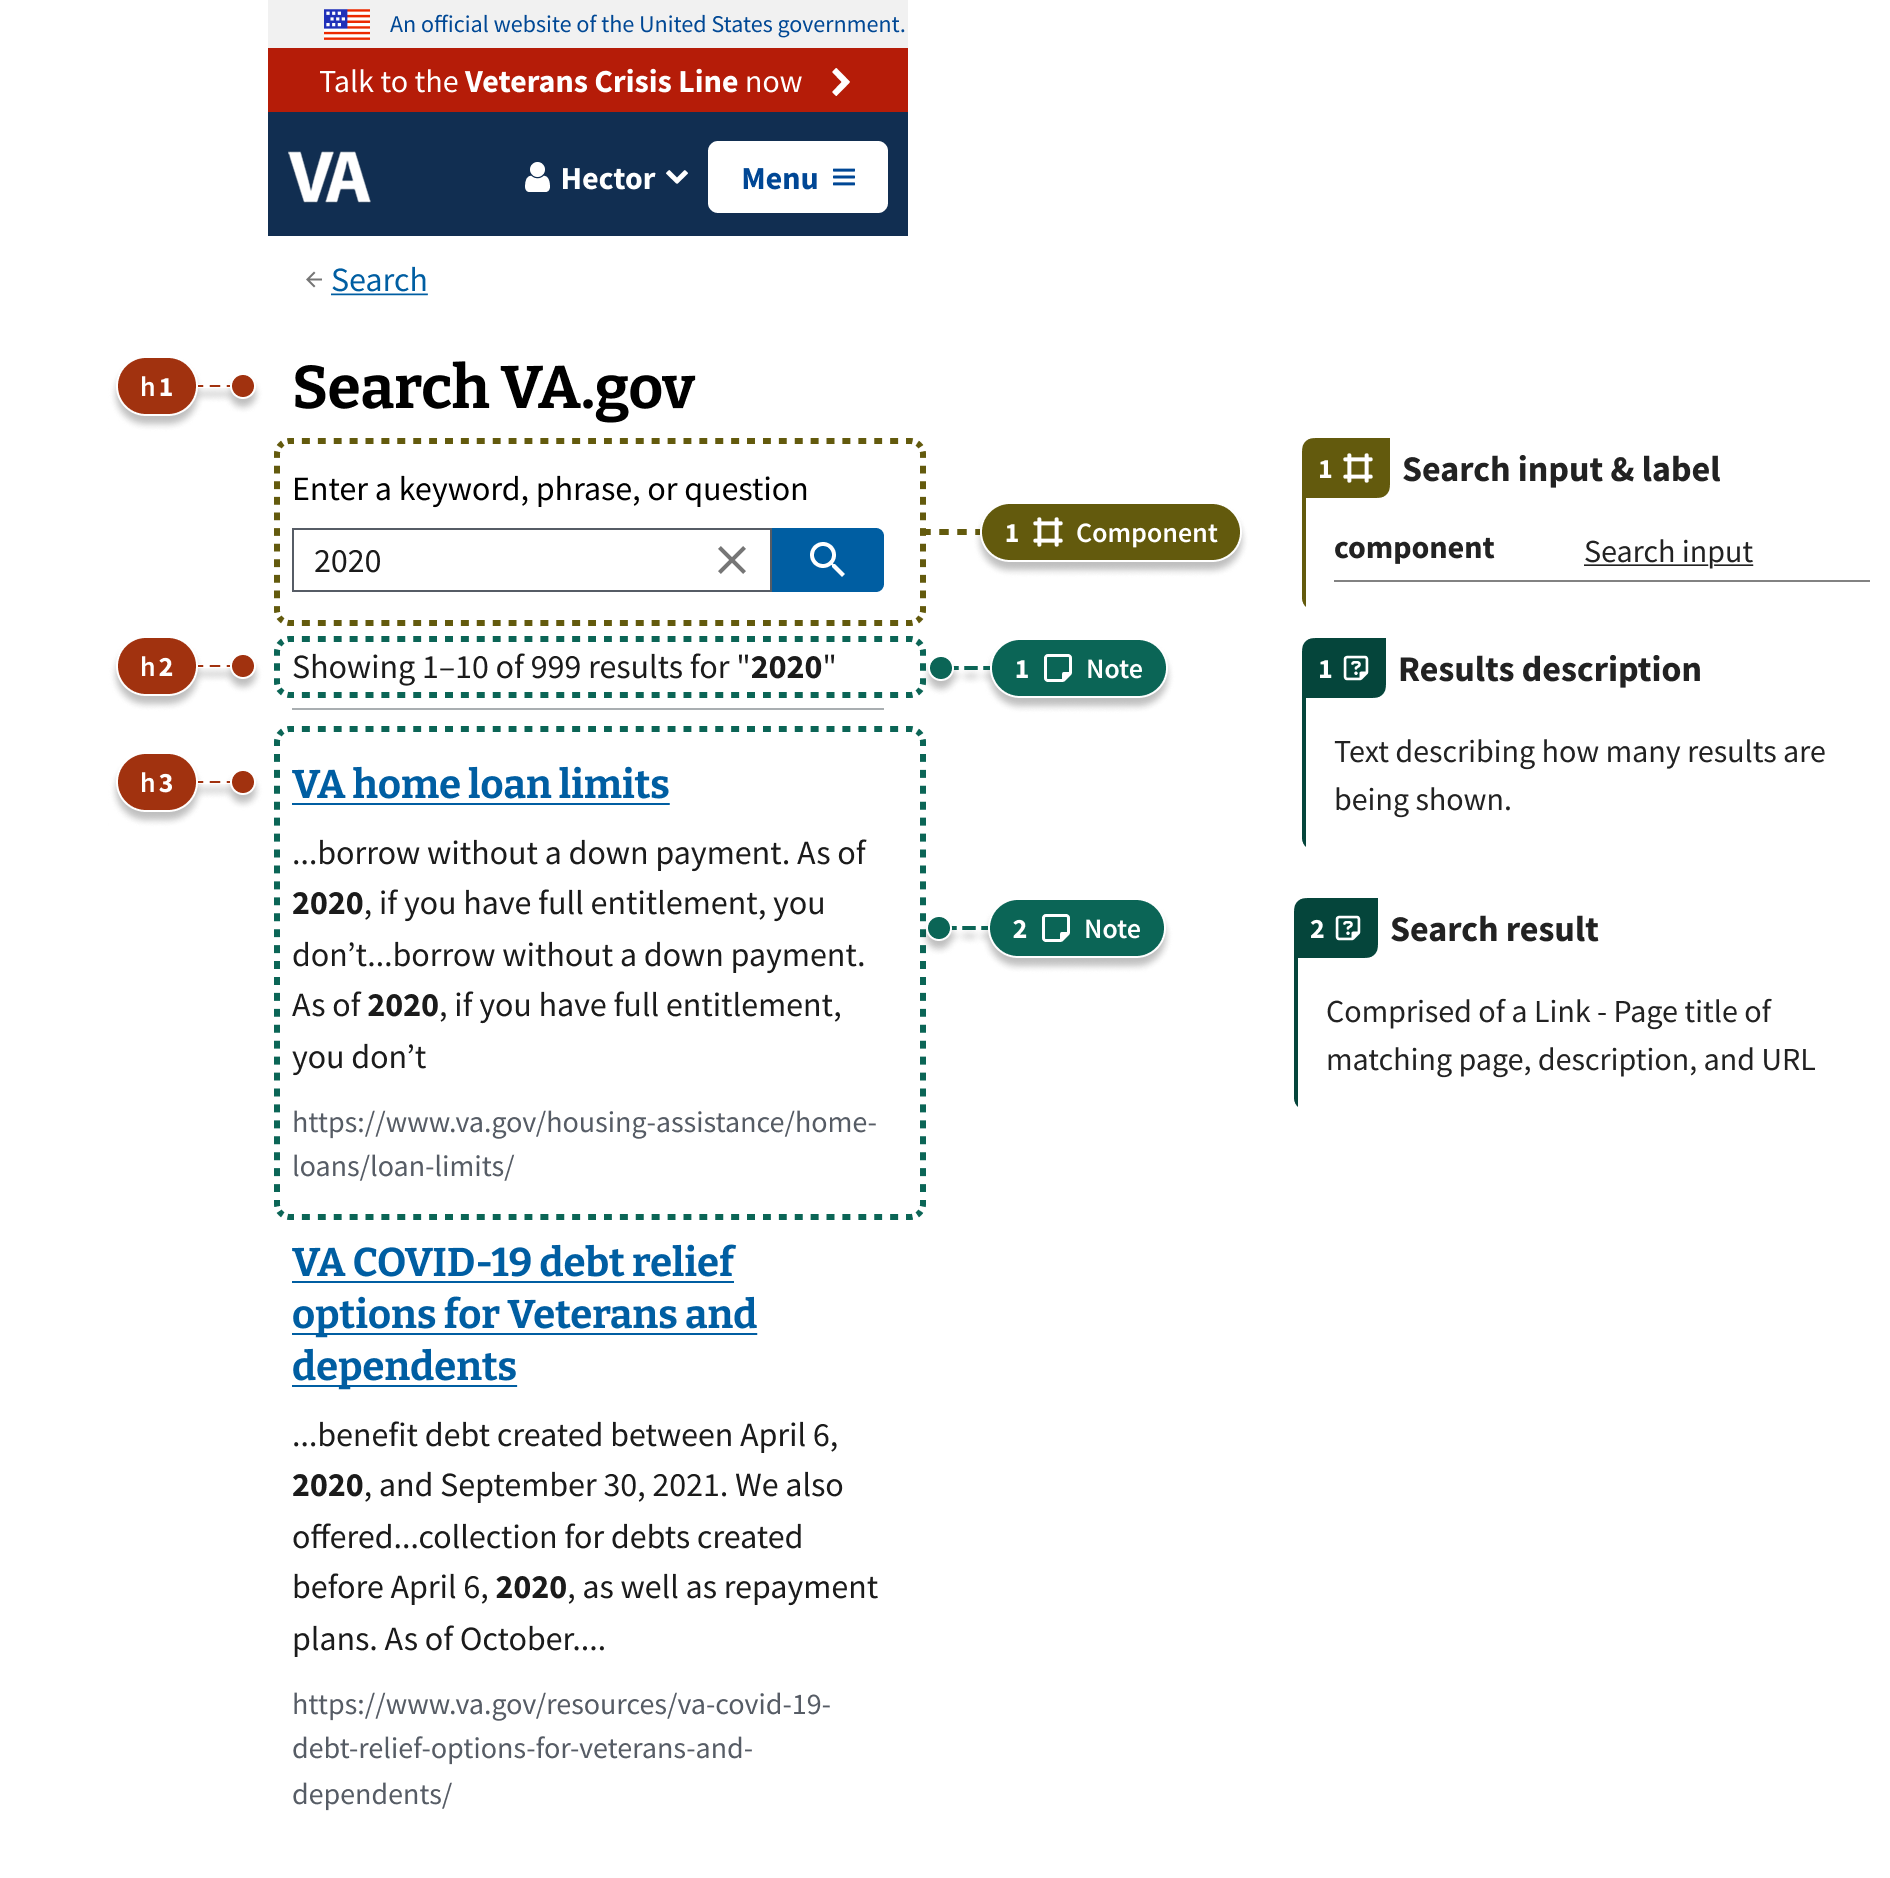 An official website of the United States government.
Talk to the Veterans Crisis Line now
VA
Hector
Menu
Search
h1
Search VA.gov
Enter a keyword, phrase, or question
2020
1 Component
1 Search input & label
component Search input
h2
Showing 1–10 of 999 results for "2020"
1 Note
1 Results description
Text describing how many results are
being shown.
h3
VA home loan limits
...borrow without a down payment. As of
2020, if you have full entitlement, you
don’t...borrow without a down payment.
As of 2020, if you have full entitlement,
you don’t
https://www.va.gov/housing-assistance/home-
loans/loan-limits/
2 Note
2 Search result
Comprised of a Link - Page title of
matching page, description, and URL
VA COVID-19 debt relief
options for Veterans and
dependents
...benefit debt created between April 6,
2020, and September 30, 2021. We also
offered...collection for debts created
before April 6, 2020, as well as repayment
plans. As of October....
https://www.va.gov/resources/va-covid-19-
debt-relief-options-for-veterans-and-
dependents/